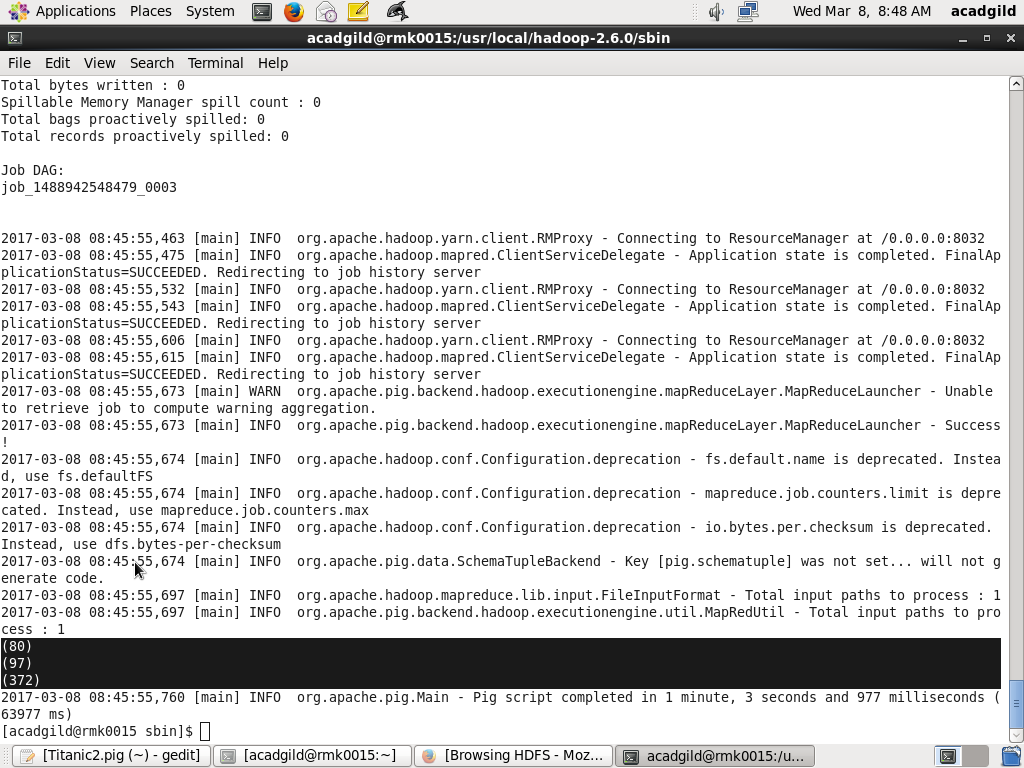 Applications Places System Wed Mar 8, 8:48 AM acadgild
acadgild@rmk0015:/usr/local/hadoop-2.6.0/sbin
File Edit View Search Terminal Help
Total bytes written : 0
Spillable Memory Manager spill count : 0
Total bags proactively spilled: 0
Total records proactively spilled: 0
Job DAG:
job_1488942548479_0003
2017-03-08 08:45:55,463 [main] INFO  org.apache.hadoop.yarn.client.RMProxy - Connecting to ResourceManager at /0.0.0.0:8032
2017-03-08 08:45:55,475 [main] INFO  org.apache.hadoop.mapred.ClientServiceDelegate - Application state is completed. FinalAp
plicationStatus=SUCCEEDED. Redirecting to job history server
2017-03-08 08:45:55,532 [main] INFO  org.apache.hadoop.yarn.client.RMProxy - Connecting to ResourceManager at /0.0.0.0:8032
2017-03-08 08:45:55,543 [main] INFO  org.apache.hadoop.mapred.ClientServiceDelegate - Application state is completed. FinalAp
plicationStatus=SUCCEEDED. Redirecting to job history server
2017-03-08 08:45:55,606 [main] INFO  org.apache.hadoop.yarn.client.RMProxy - Connecting to ResourceManager at /0.0.0.0:8032
2017-03-08 08:45:55,615 [main] INFO  org.apache.hadoop.mapred.ClientServiceDelegate - Application state is completed. FinalAp
plicationStatus=SUCCEEDED. Redirecting to job history server
2017-03-08 08:45:55,673 [main] WARN  org.apache.pig.backend.hadoop.executionengine.mapReduceLayer.MapReduceLauncher - Unable
to retrieve job to compute warning aggregation.
2017-03-08 08:45:55,673 [main] INFO  org.apache.pig.backend.hadoop.executionengine.mapReduceLayer.MapReduceLauncher - Success
!
2017-03-08 08:45:55,674 [main] INFO  org.apache.hadoop.conf.Configuration.deprecation - fs.default.name is deprecated. Instea
d, use fs.defaultFS
2017-03-08 08:45:55,674 [main] INFO  org.apache.hadoop.conf.Configuration.deprecation - mapreduce.job.counters.limit is depre
cated. Instead, use mapreduce.job.counters.max
2017-03-08 08:45:55,674 [main] INFO  org.apache.hadoop.conf.Configuration.deprecation - io.bytes.per.checksum is deprecated.
Instead, use dfs.bytes-per-checksum
2017-03-08 08:45:55,674 [main] INFO  org.apache.pig.data.SchemaTupleBackend - Key [pig.schematuple] was not set... will not g
enerate code.
2017-03-08 08:45:55,697 [main] INFO  org.apache.hadoop.mapreduce.lib.input.FileInputFormat - Total input paths to process : 1
2017-03-08 08:45:55,697 [main] INFO  org.apache.pig.backend.hadoop.executionengine.util.MapRedUtil - Total input paths to pro
cess : 1
(80)
(97)
(372)
2017-03-08 08:45:55,760 [main] INFO  org.apache.pig.Main - Pig script completed in 1 minute, 3 seconds and 977 milliseconds (
63977 ms)
[acadgild@rmk0015 sbin]$
[Titanic2.pig (~) - gedit] [acadgild@rmk0015:~] [Browsing HDFS - Moz... acadgild@rmk0015:/u...